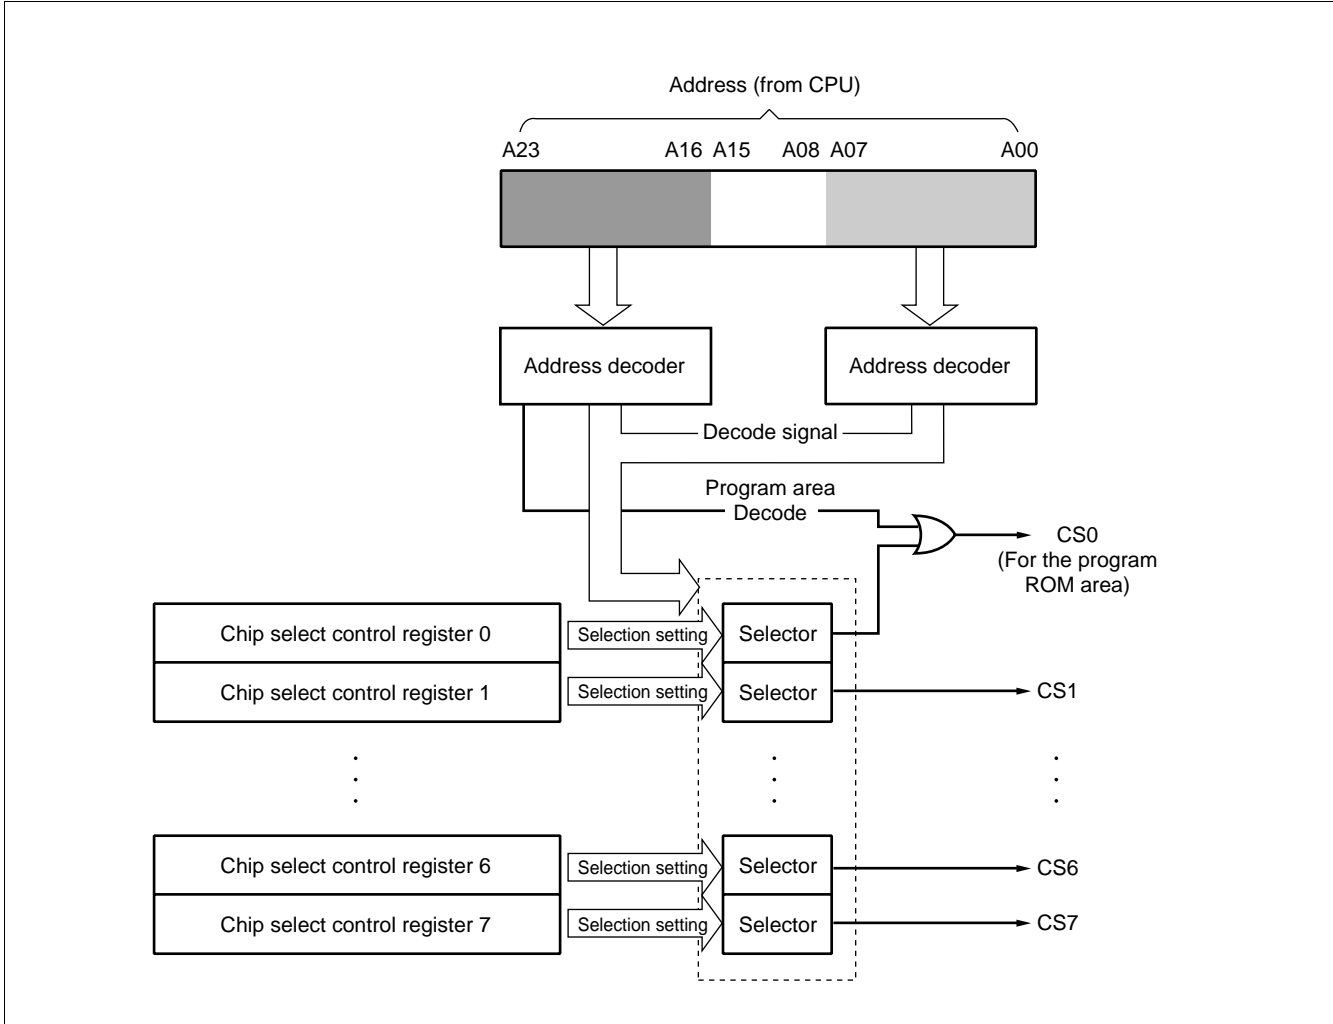 Address (from CPU)
A23 A16 A15 A08 A07 A00
Address decoder Address decoder
Decode signal
Program area
Decode
CS0
(For the program
ROM area)
Chip select control register 0 Selection setting Selector
Chip select control register 1 Selection setting Selector CS1
Chip select control register 6 Selection setting Selector CS6
Chip select control register 7 Selection setting Selector CS7